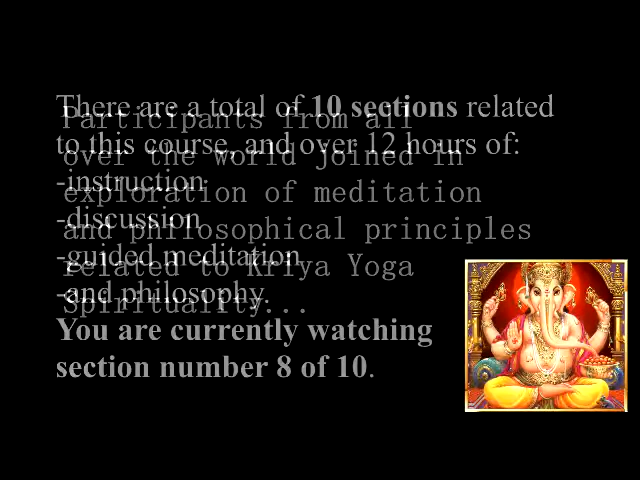 There are a total of 10 sections related
to this course, and over 12 hours of:
-instruction
-discussion
-guided meditation
-and philosophy.
You are currently watching
section number 8 of 10.
Participants from all
over the world joined in
exploration of meditation
and philosophical principles
related to Kriya Yoga
Spirituality...